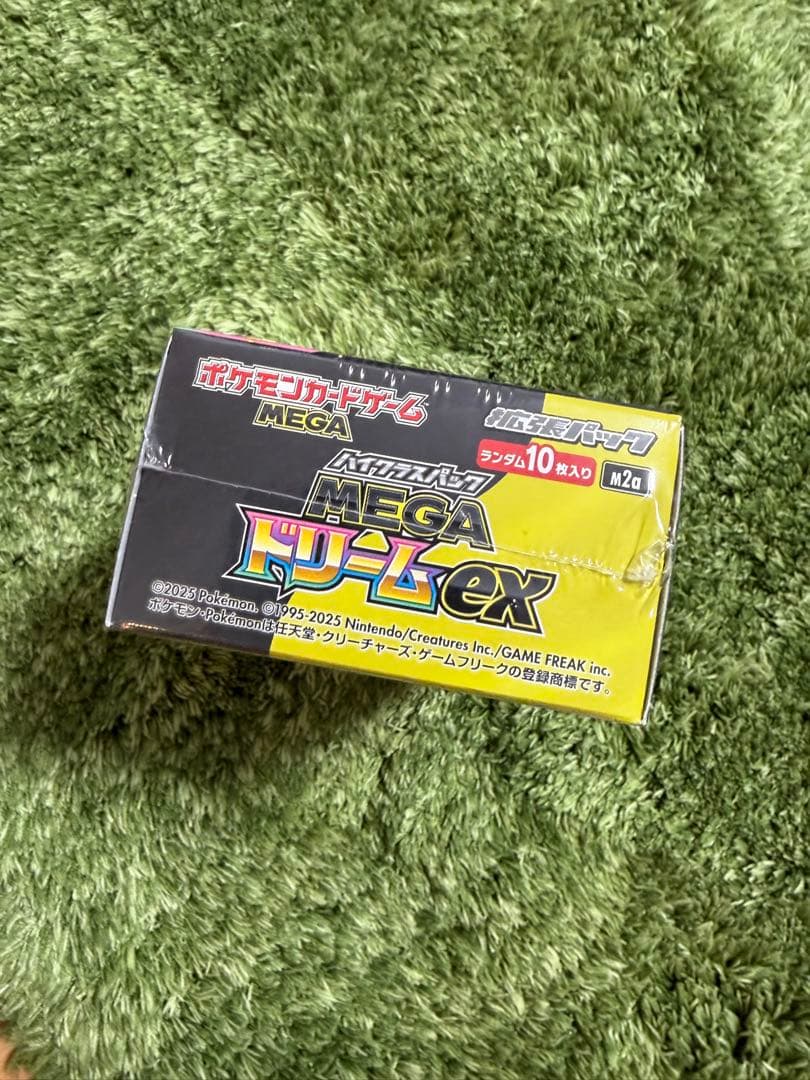 ポケモンカードゲーム
MEGA
拡張パック
ランダム10枚入り
M2a
ハイクラスパック
MEGA
ドリームex
©2025 Pokémon. ©1995-2025 Nintendo/Creatures Inc./GAME FREAK inc.
ポケモン・Pokémonは任天堂・クリーチャーズ・ゲームフリークの登録商標です。